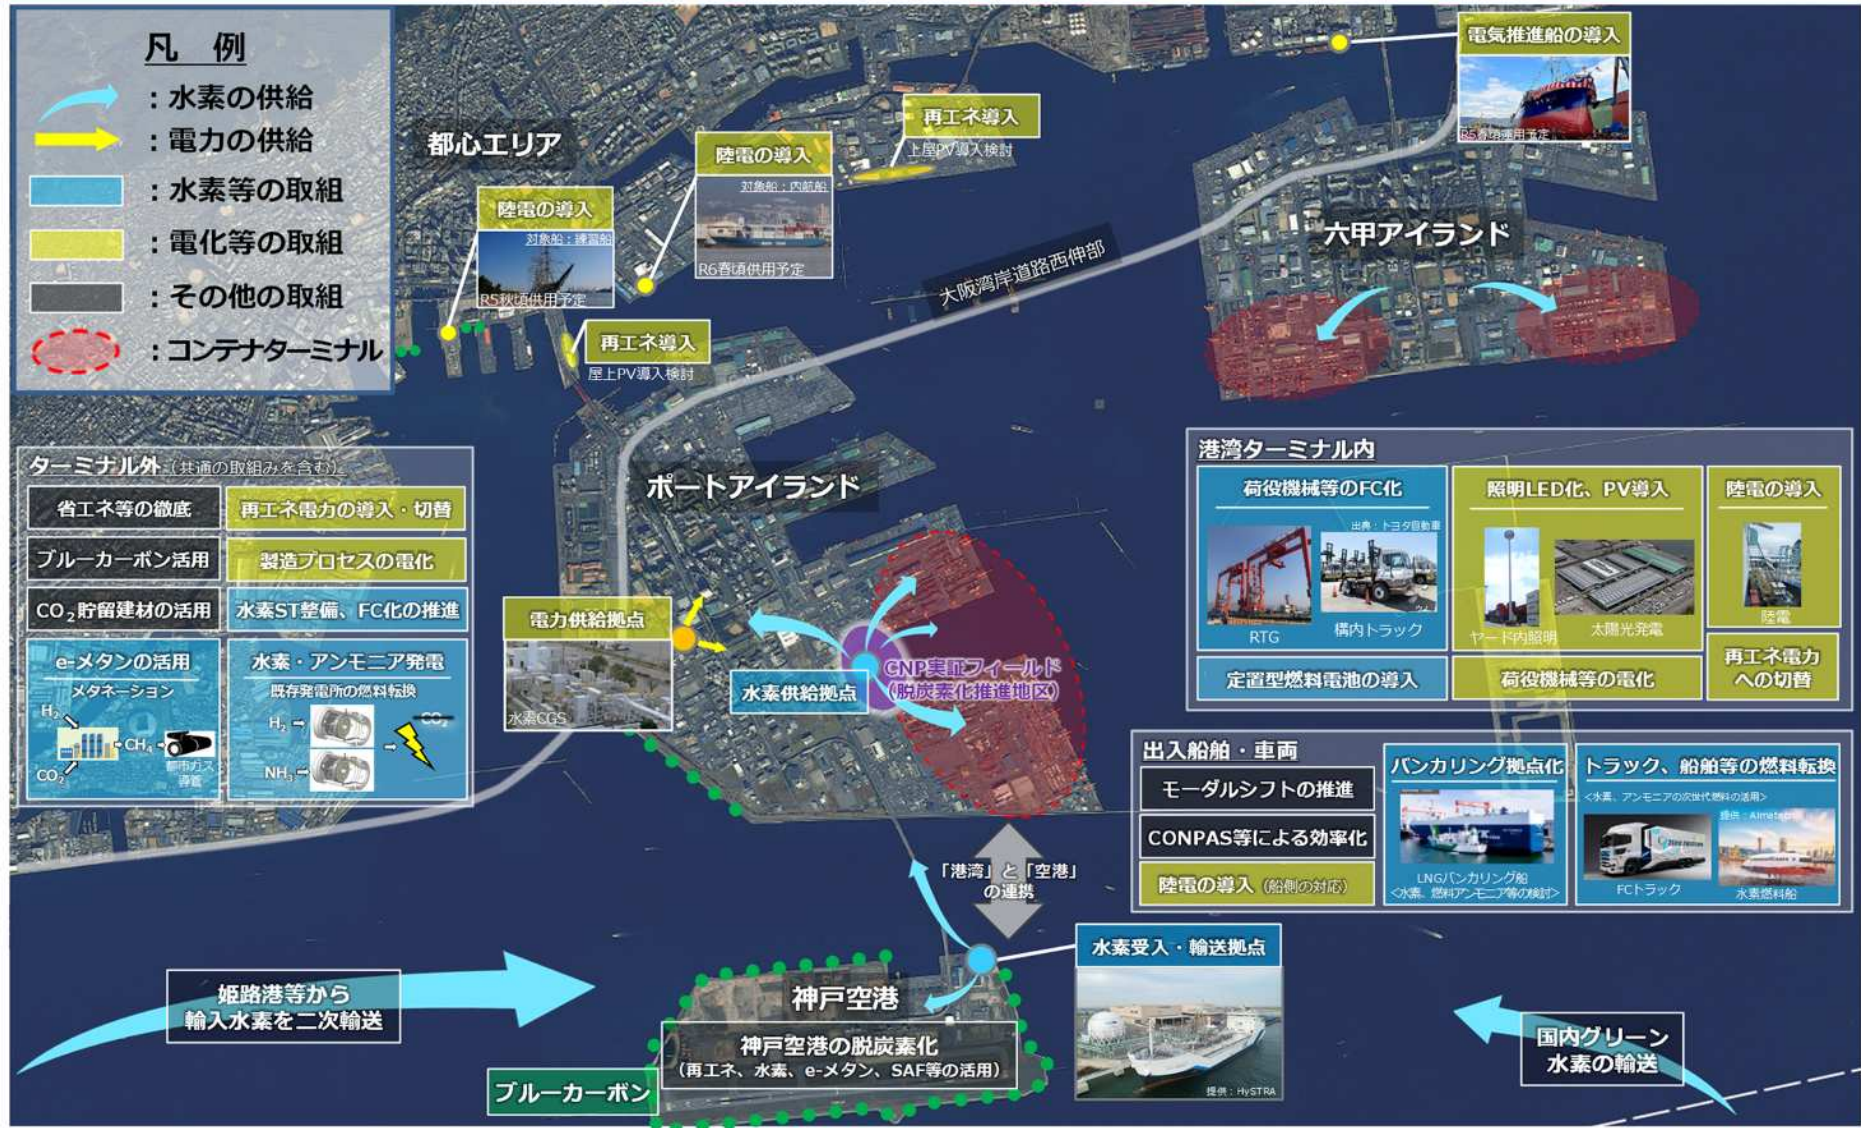 凡 例
：水素の供給
：電力の供給
：水素等の取組
：電化等の取組
：その他の取組
：コンテナターミナル
都心エリア
陸電の導入
対象船：練習船
R5秋頃供用予定
陸電の導入
対象船：内航船
R6春頃供用予定
再エネ導入
上屋PV導入検討
再エネ導入
屋上PV導入検討
電気推進船の導入
R5春頃運用予定
六甲アイランド
大阪湾岸道路西伸部
ポートアイランド
ターミナル外（共通の取組みを含む）
省エネ等の徹底
再エネ電力の導入・切替
ブルーカーボン活用
製造プロセスの電化
CO₂貯留建材の活用
水素ST整備、FC化の推進
e-メタンの活用
メタネーション
H₂
CO₂
CH₄
都市ガス
導管
水素・アンモニア発電
既存発電所の燃料転換
H₂
NH₃
CO₂
電力供給拠点
水素CGS
水素供給拠点
CNP実証フィールド
（脱炭素化推進地区）
港湾ターミナル内
荷役機械等のFC化
出典：トヨタ自動車
RTG
構内トラック
定置型燃料電池の導入
照明LED化、PV導入
ヤード内照明
太陽光発電
荷役機械等の電化
陸電の導入
陸電
再エネ電力
への切替
出入船舶・車両
モーダルシフトの推進
CONPAS等による効率化
陸電の導入（船側の対応）
バンカリング拠点化
LNGバンカリング船
<水素、燃料アンモニア等の検討>
トラック、船舶等の燃料転換
<水素、アンモニアの次世代燃料の活用>
FCトラック
水素燃料船
「港湾」と「空港」
の連携
水素受入・輸送拠点
提供：HySTRA
神戸空港
神戸空港の脱炭素化
（再エネ、水素、e-メタン、SAF等の活用）
ブルーカーボン
姫路港等から
輸入水素を二次輸送
国内グリーン
水素の輸送